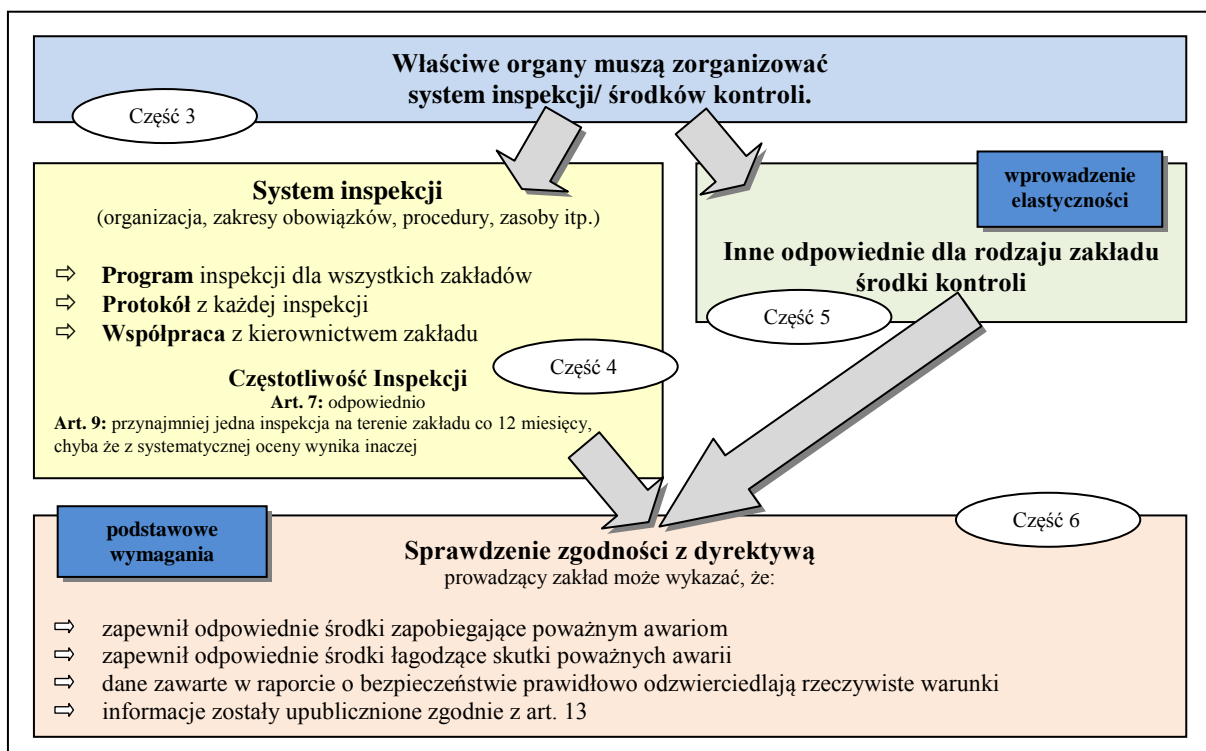 Właściwe organy muszą zorganizować
system inspekcji/ środków kontroli.
Część 3
System inspekcji
(organizacja, zakresy obowiązków, procedury, zasoby itp.)
⇨ Program inspekcji dla wszystkich zakładów
⇨ Protokół z każdej inspekcji
⇨ Współpraca z kierownictwem zakładu
Część 4
Częstotliwość Inspekcji
Art. 7: odpowiednio
Art. 9: przynajmniej jedna inspekcja na terenie zakładu co 12 miesięcy,
chyba że z systematycznej oceny wynika inaczej
wprowadzenie
elastyczności
Inne odpowiednie dla rodzaju zakładu
środki kontroli
Część 5
podstawowe
wymagania
Część 6
Sprawdzenie zgodności z dyrektywą
prowadzący zakład może wykazać, że:
⇨ zapewnił odpowiednie środki zapobiegające poważnym awariom
⇨ zapewnił odpowiednie środki łagodzące skutki poważnych awarii
⇨ dane zawarte w raporcie o bezpieczeństwie prawidłowo odzwierciedlają rzeczywiste warunki
⇨ informacje zostały upublicznione zgodnie z art. 13